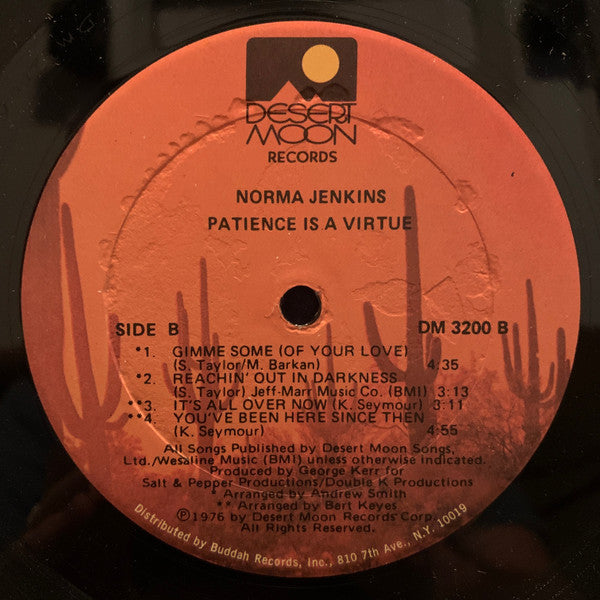 DESERT
MOON
RECORDS
NORMA JENKINS
PATIENCE IS A VIRTUE
SIDE B
DM 3200 B
*1. GIMME SOME (OF YOUR LOVE)
(S. Taylor/M. Barkan) 4:35
*2. REACHIN' OUT IN DARKNESS
(S. Taylor) Jeff-Marr Music Co. (BMI) 3:13
**3. IT'S ALL OVER NOW (K. Seymour) 3:11
**4. YOU'VE BEEN HERE SINCE THEN
(K. Seymour) 4:55
All Songs Published by Desert Moon Songs,
Ltd./Wesaline Music (BMI) unless otherwise indicated.
Produced by George Kerr for
Salt & Pepper Productions/Double K Productions
* Arranged by Andrew Smith
** Arranged by Bert Keyes
Ⓟ1976 by Desert Moon Records Corp.
All Rights Reserved.
Distributed by Buddah Records, Inc., 810 7th Ave., N.Y. 10019